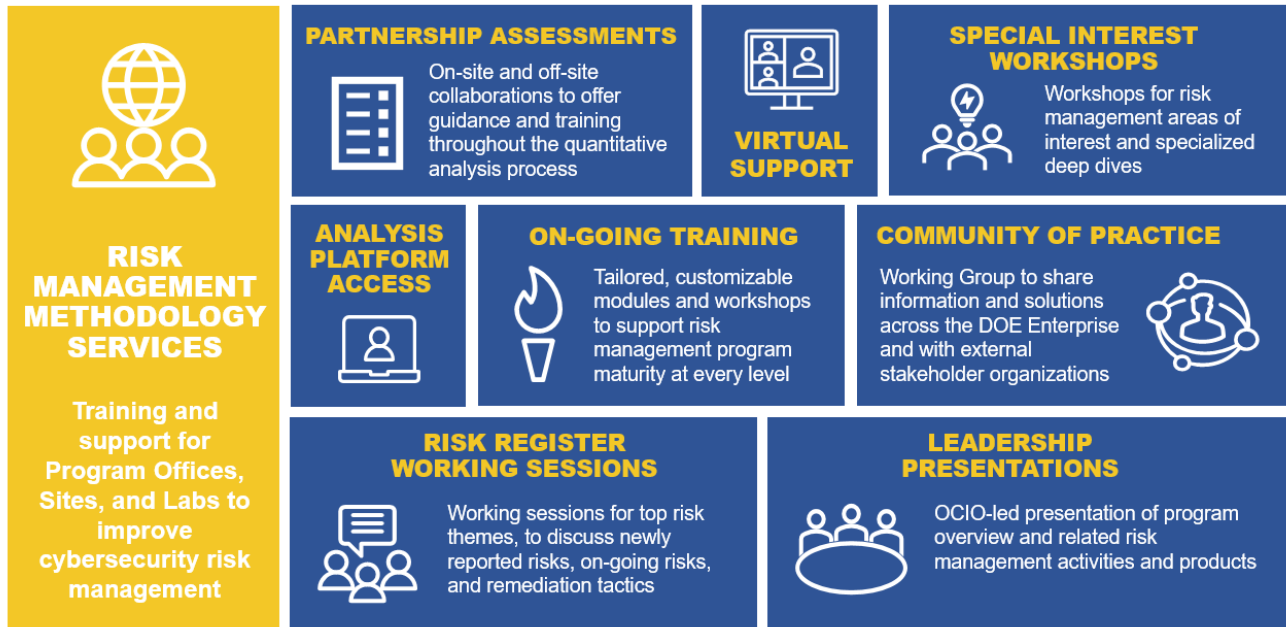 RISK
MANAGEMENT
METHODOLOGY
SERVICES
Training and
support for
Program Offices,
Sites, and Labs to
improve
cybersecurity risk
management
PARTNERSHIP ASSESSMENTS
On-site and off-site
collaborations to offer
guidance and training
throughout the quantitative
analysis process
VIRTUAL
SUPPORT
SPECIAL INTEREST
WORKSHOPS
Workshops for risk
management areas of
interest and specialized
deep dives
ANALYSIS
PLATFORM
ACCESS
ON-GOING TRAINING
Tailored, customizable
modules and workshops
to support risk
management program
maturity at every level
COMMUNITY OF PRACTICE
Working Group to share
information and solutions
across the DOE Enterprise
and with external
stakeholder organizations
RISK REGISTER
WORKING SESSIONS
Working sessions for top risk
themes, to discuss newly
reported risks, on-going risks,
and remediation tactics
LEADERSHIP
PRESENTATIONS
OCIO-led presentation of program
overview and related risk
management activities and products